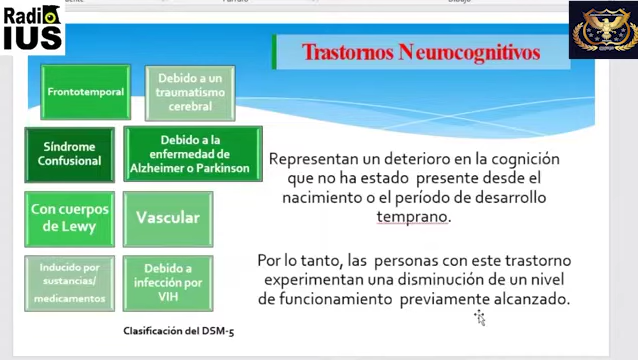 Radio
IUS
Trastornos Neurocognitivos
Frontotemporal
Debido a un
traumatismo
cerebral
Síndrome
Confusional
Debido a la
enfermedad de
Alzheimer o Parkinson
Con cuerpos
de Lewy
Vascular
Inducido por
sustancias/
medicamentos
Debido a
infección por
VIH
Clasificación del DSM-5
Representan un deterioro en la cognición
que no ha estado presente desde el
nacimiento o el período de desarrollo
temprano.
Por lo tanto, las personas con este trastorno
experimentan una disminución de un nivel
de funcionamiento previamente alcanzado.